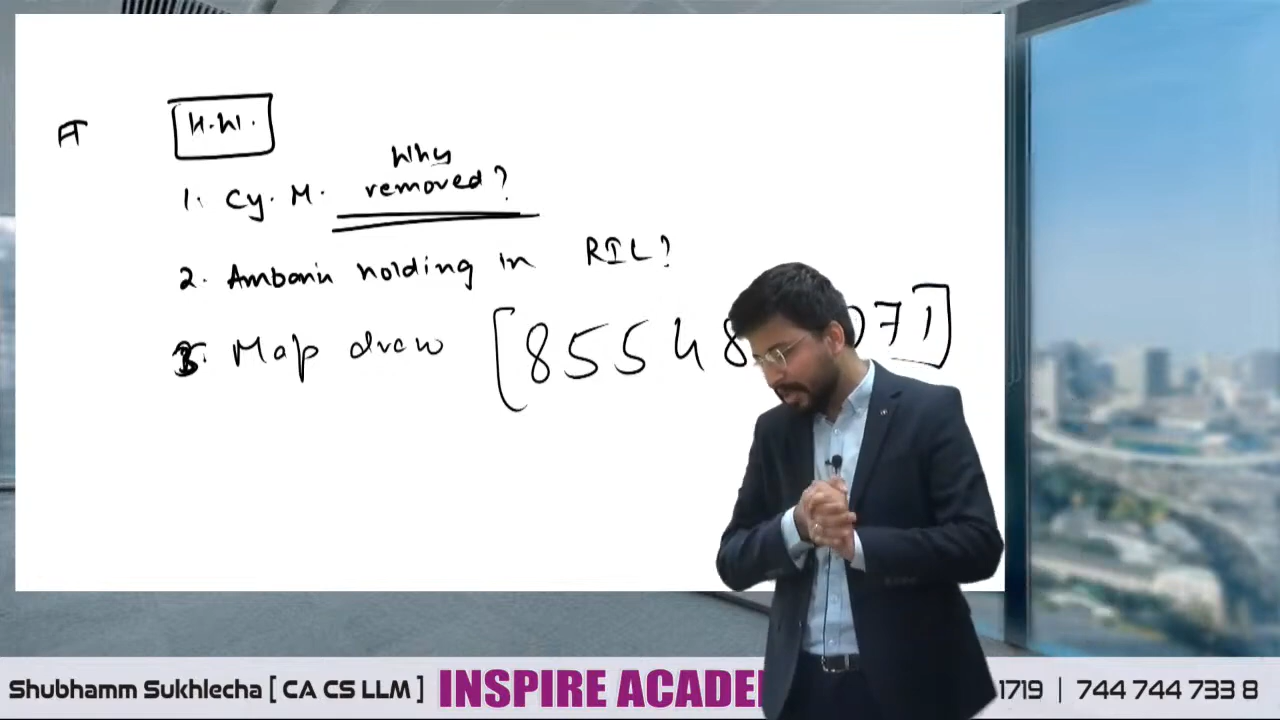 H.W.
1. Cy. M. Why removed?
2. Ambani holding in RIL?
3. Map draw [85548 071]
Shubhamm Sukhlecha [ CA CS LLM ] INSPIRE ACADE 1719 | 744 744 733 8